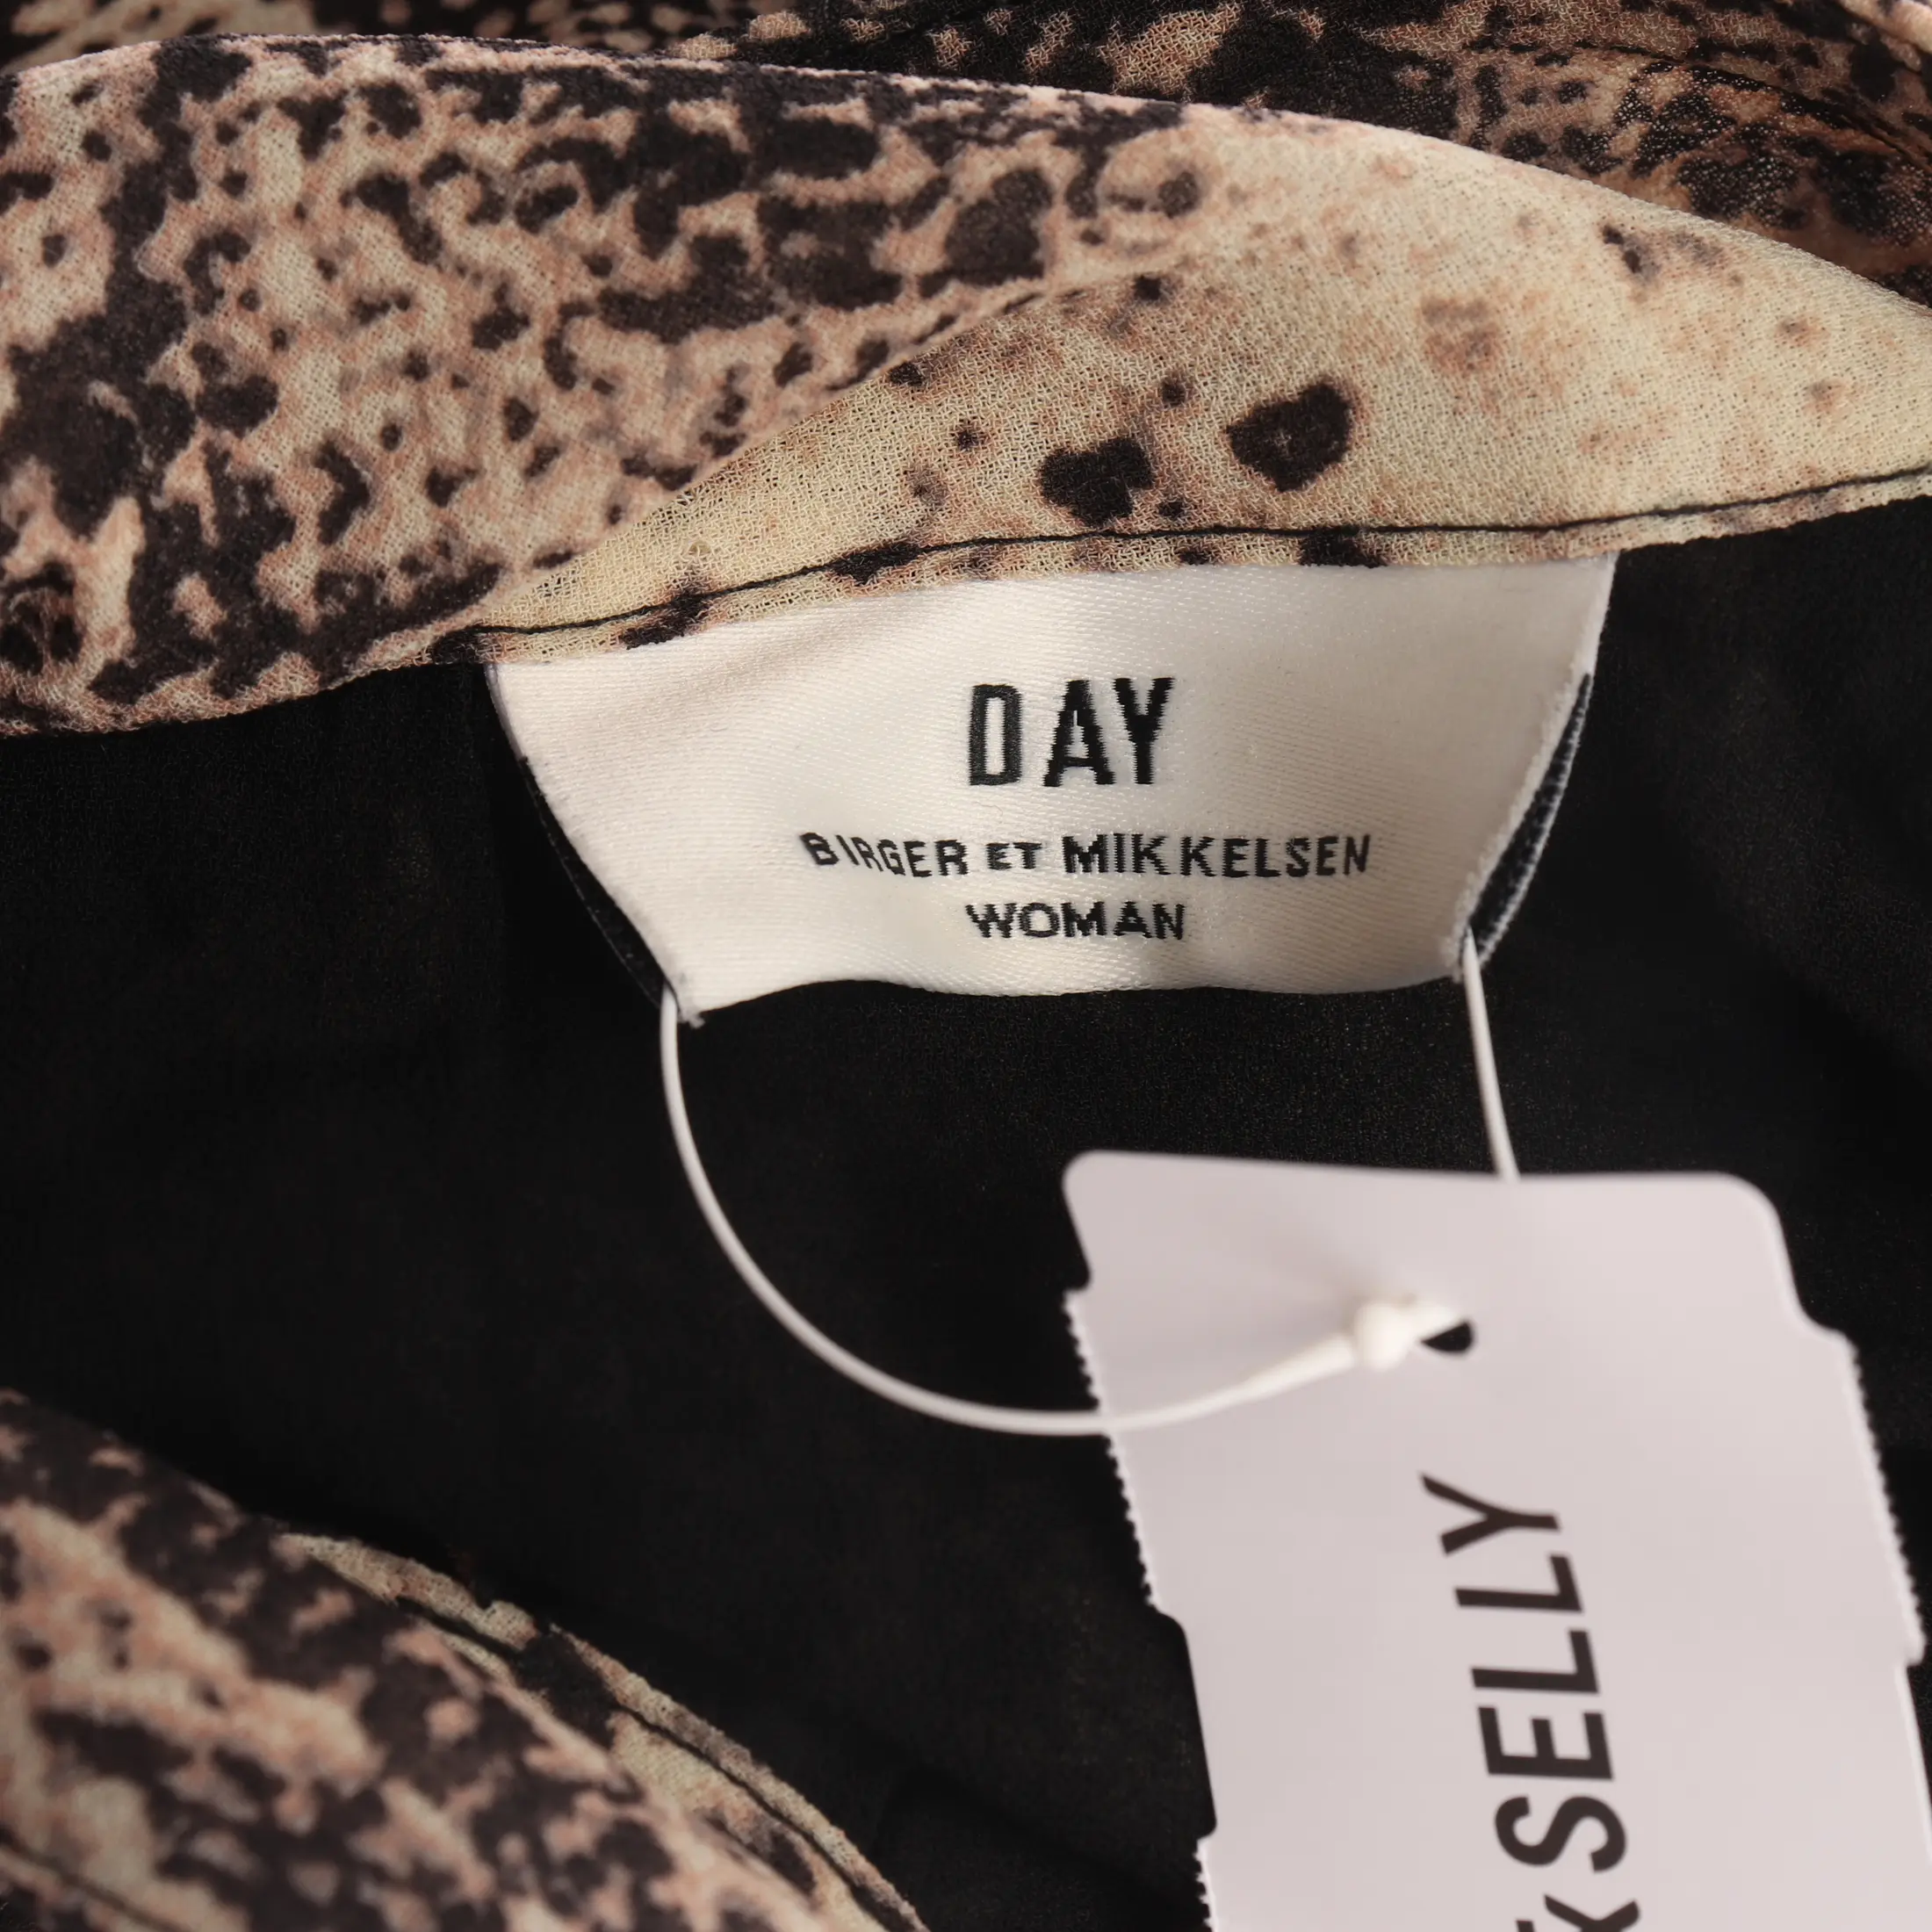 DAY
BIRGER ET MIKKELSEN
WOMAN
SELLY